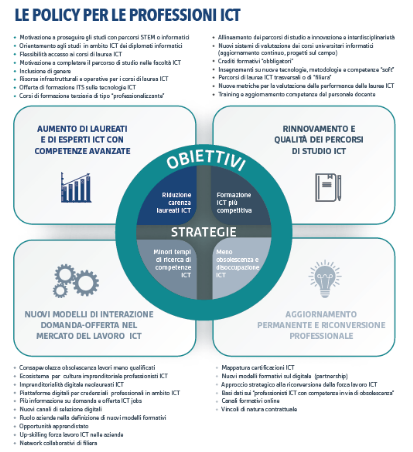 LE POLICY PER LE PROFESSIONI ICT
• Motivazione a proseguire gli studi con percorsi STEM o informatici
• Orientamento agli studi in ambito ICT dei diplomati informatici
• Flessibilità accesso ai corsi di laurea ICT
• Motivazione a completare il percorso di studio nelle facoltà ICT
• Inclusione di genere
• Risorse infrastrutturali e operative per i corsi di laurea ICT
• Offerta di formazione ITS sulle tecnologie ICT
• Corsi di formazione terziaria di tipo "professionalizzante"
• Allineamento dei percorsi di studio a innovazione e interdisciplinarietà
• Nuovi sistemi di valutazione dei corsi universitari informatici
(aggiornamento continuo, progetti sul campo)
• Crediti formativi "obbligatori"
• Insegnamenti su nuove tecnologie, metodologie e competenze "soft"
• Percorsi di laurea ICT trasversali o di "filiera"
• Nuove metriche per la valutazione delle performance delle lauree ICT
• Training e aggiornamento competenze del personale docente
AUMENTO DI LAUREATI
E DI ESPERTI ICT CON
COMPETENZE AVANZATE
RINNOVAMENTO E
QUALITÀ DEI PERCORSI
DI STUDIO ICT
OBIETTIVI
Riduzione
carenza
laureati ICT
Formazione
ICT più
competitiva
STRATEGIE
Minori tempi
di ricerca di
competenze
ICT
Meno
obsolescenza e
disoccupazione
ICT
NUOVI MODELLI DI INTERAZIONE
DOMANDA-OFFERTA NEL
MERCATO DEL LAVORO ICT
AGGIORNAMENTO
PERMANENTE E RICONVERSIONE
PROFESSIONALE
• Consapevolezza obsolescenza lavori meno qualificati
• Ecosistema per cultura imprenditoriale professionisti ICT
• Imprenditorialità digitale neolaureati ICT
• Piattaforme digitali per credenziali professionali in ambito ICT
• Più informazione su domanda e offerta ICT jobs
• Nuovi canali di selezione digitali
• Ruolo aziende nella definizione di nuovi modelli formativi
• Opportunità apprendistato
• Up-skilling forza lavoro ICT nelle aziende
• Network collaborativi di filiera
• Mappatura certificazioni ICT
• Nuovi modelli formativi sul digitale (partnership)
• Approccio strategico alla riconversione della forza lavoro ICT
• Basi dati sui "professionisti ICT con competenze in via di obsolescenza"
• Canali formativi online
• Vincoli di natura contrattuale